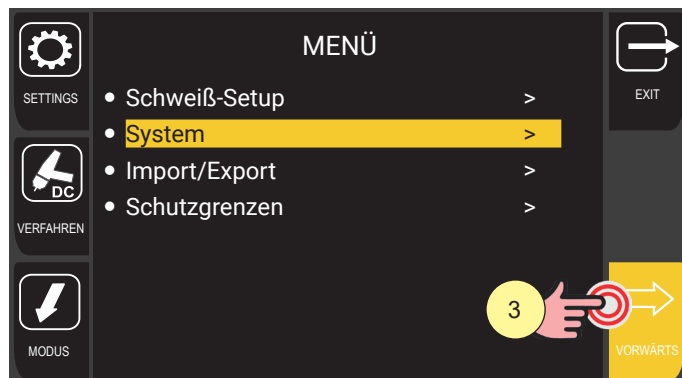 MENÜ
SETTINGS
EXIT
Schweiß-Setup >
System >
Import/Export >
Schutzgrenzen >
DC
VERFAHREN
3
MODUS
VORWÄRTS